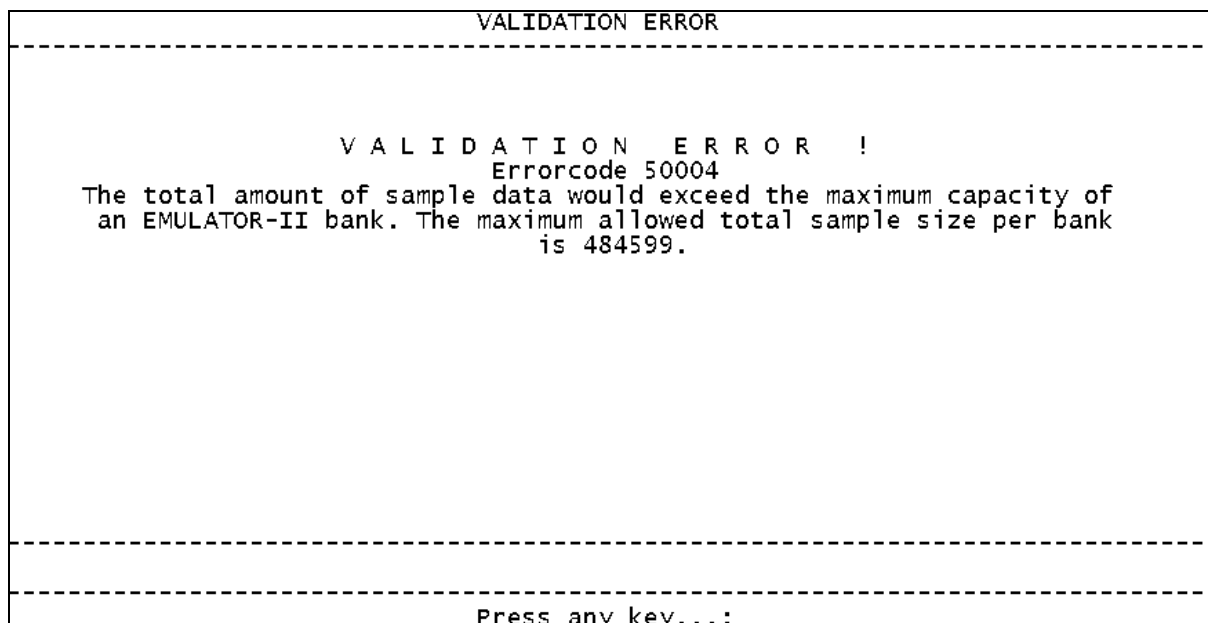 VALIDATION ERROR
V A L I D A T I O N   E R R O R   !
Errorcode 50004
The total amount of sample data would exceed the maximum capacity of
an EMULATOR-II bank. The maximum allowed total sample size per bank
is 484599.
Press any key...: